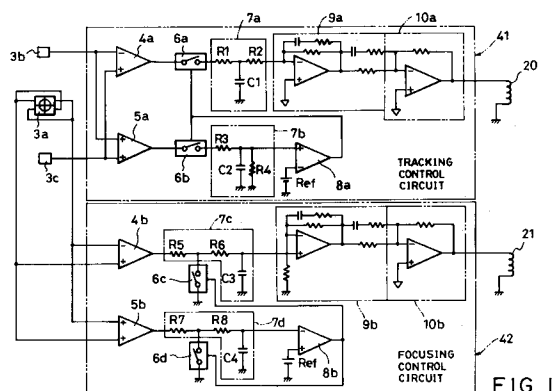 7a
9a
10a
4a
6a
41
3b
R1
R2
20
C1
3a
5a
7b
R3
3c
6b
C2
R4
8a
Ref
TRACKING
CONTROL
CIRCUIT
7c
4b
R5
R6
21
6c
C3
5b
7d
R7
R8
9b
10b
6d
C4
8b
Ref
42
FOCUSING
CONTROL
CIRCUIT
FIG 1